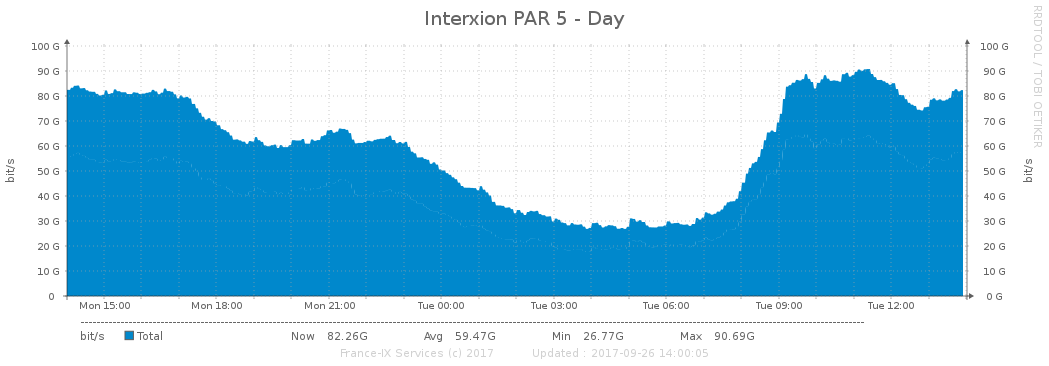 Interxion PAR 5 - Day
RRDTOOL / TOBI OETIKER
bit/s
bit/s
100 G 100 G
90 G 90 G
80 G 80 G
70 G 70 G
60 G 60 G
50 G 50 G
40 G 40 G
30 G 30 G
20 G 20 G
10 G 10 G
0 0 G
Mon 15:00 Mon 18:00 Mon 21:00 Tue 00:00 Tue 03:00 Tue 06:00 Tue 09:00 Tue 12:00
bit/s Total Now 82.26G Avg 59.47G Min 26.77G Max 90.69G
France-IX Services (c) 2017 Updated : 2017-09-26 14:00:05